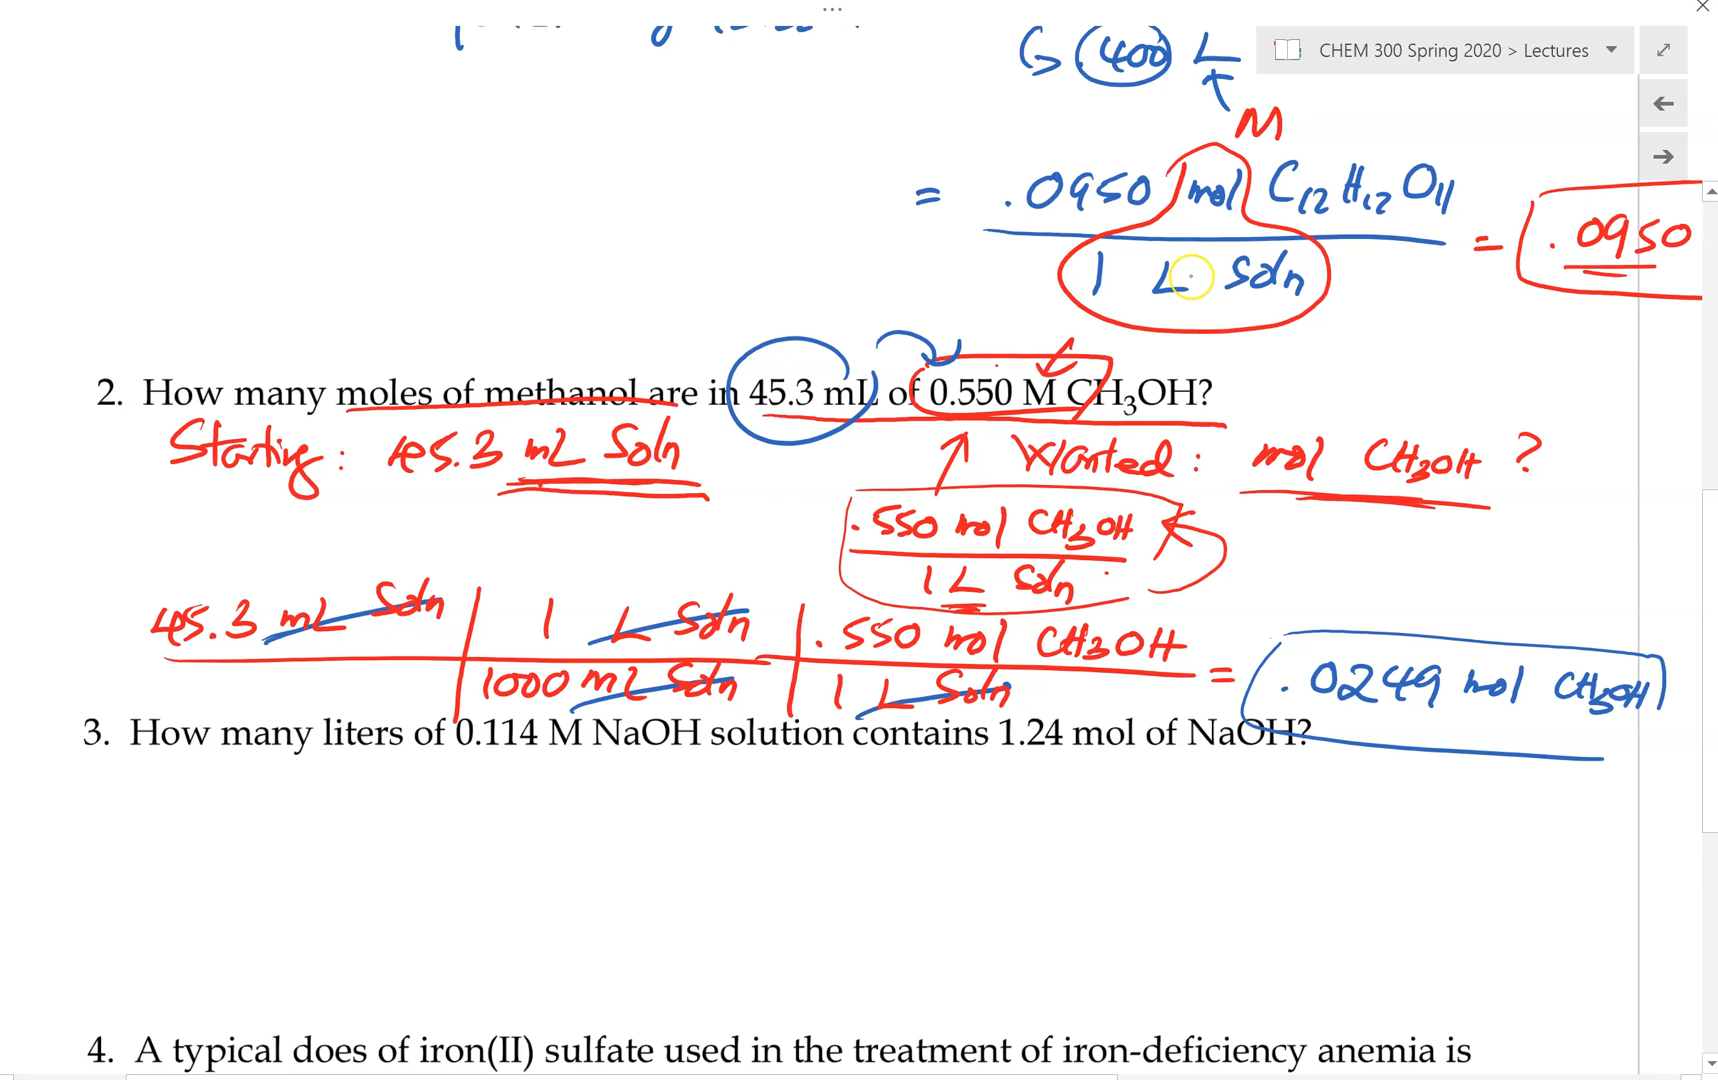 (.400) L
CHEM 300 Spring 2020 > Lectures
M
= .0950 mol C12H12O11
1 L Soln
= .0950
2. How many moles of methanol are in 45.3 mL of 0.550 M CH₃OH?
Starting: 45.3 mL Soln
Wanted: mol CH3OH ?
.550 mol CH3OH
1 L Soln
45.3 mL Soln | 1 L Soln | .550 mol CH3OH
1000 mL Soln | 1 L Soln
= .0249 mol CH3OH
3. How many liters of 0.114 M NaOH solution contains 1.24 mol of NaOH?
4. A typical does of iron(II) sulfate used in the treatment of iron-deficiency anemia is